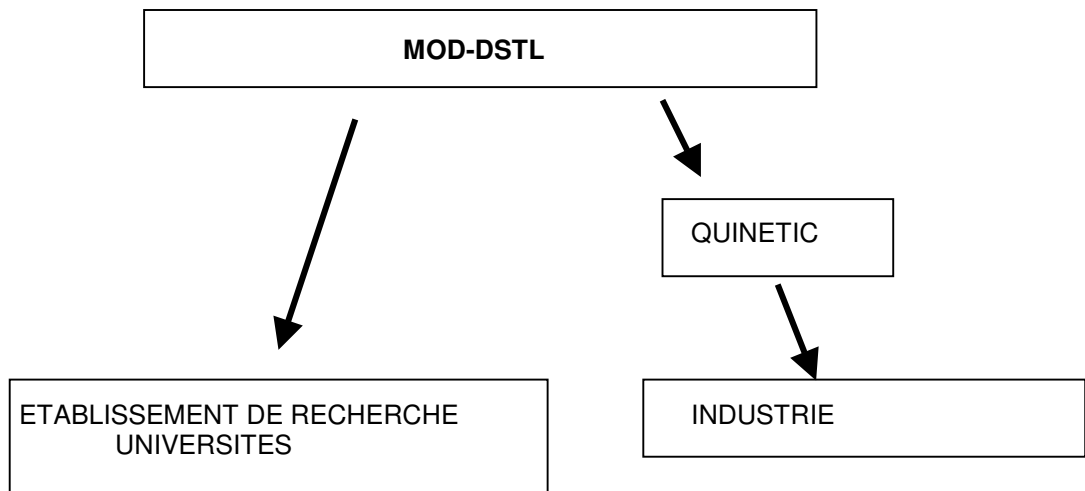 MOD-DSTL
QUINETIC
ETABLISSEMENT DE RECHERCHE
UNIVERSITES
INDUSTRIE